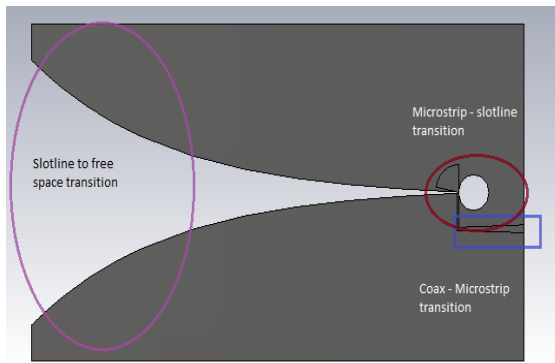 Microstrip - slotline
transition
Slotline to free
space transition
Coax - Microstrip
transition